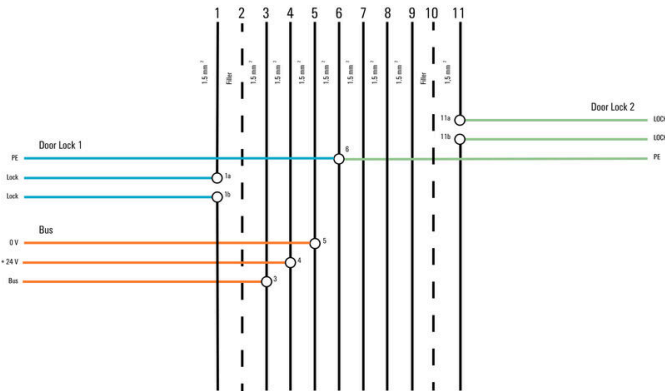 1 2 3 4 5 6 7 8 9 10 11
1,5 mm² Filler 1,5 mm² 1,5 mm² 1,5 mm² 1,5 mm² 1,5 mm² 1,5 mm² 1,5 mm² Filler 1,5 mm²
Door Lock 2
11a LOCK
11b LOCK
Door Lock 1
6
PE PE
Lock 1a
Lock 1b
Bus
0 V 5
+ 24 V 4
Bus 3